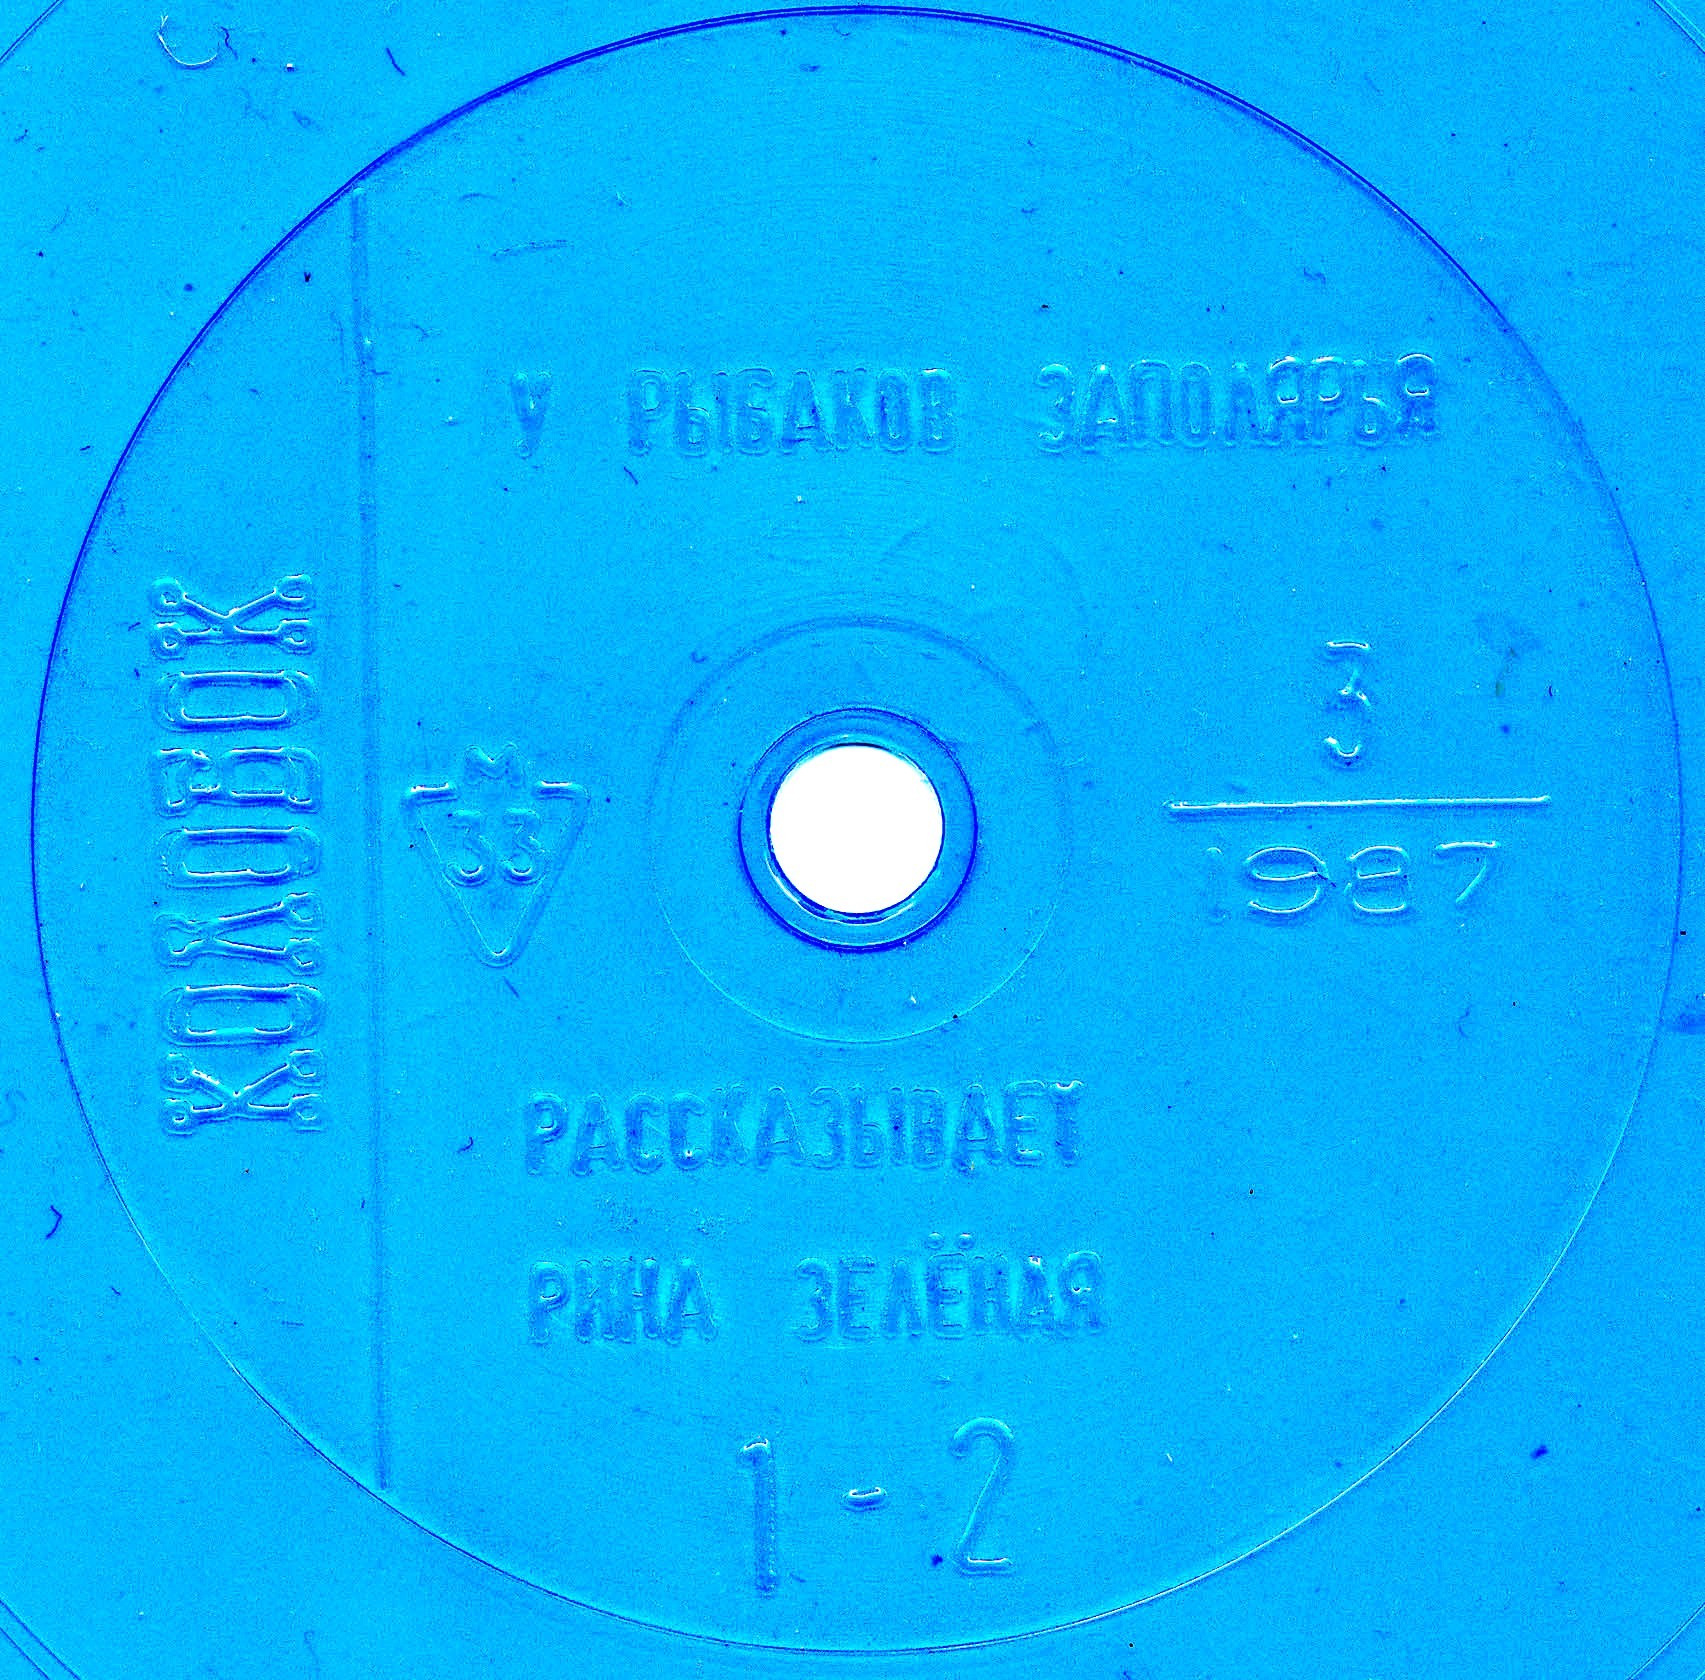 КОЛОБОК
У РЫБАКОВ ЗАПОЛЯРЬЯ
М
33
3
1987
РАССКАЗЫВАЕТ
РИНА ЗЕЛЁНАЯ
1-2